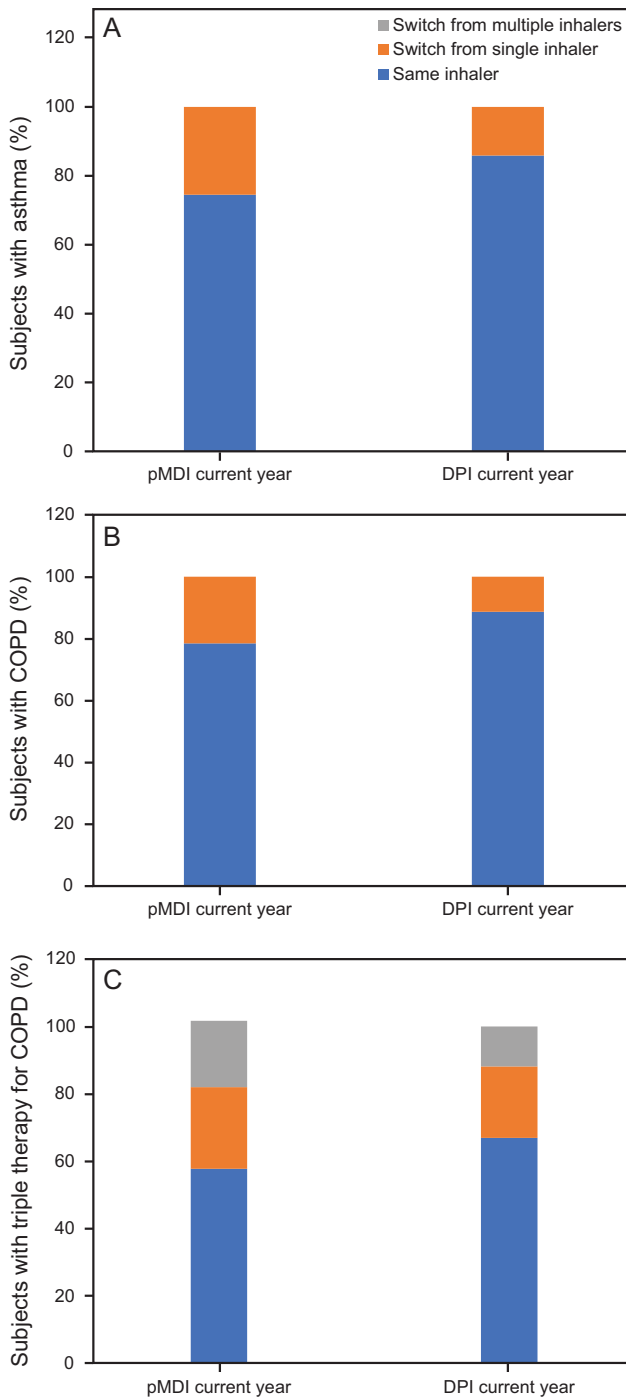 A
Switch from multiple inhalers
Switch from single inhaler
Same inhaler
Subjects with asthma (%)
120
100
80
60
40
20
0
pMDI current year
DPI current year
B
Subjects with COPD (%)
120
100
80
60
40
20
0
pMDI current year
DPI current year
C
Subjects with triple therapy for COPD (%)
120
100
80
60
40
20
0
pMDI current year
DPI current year